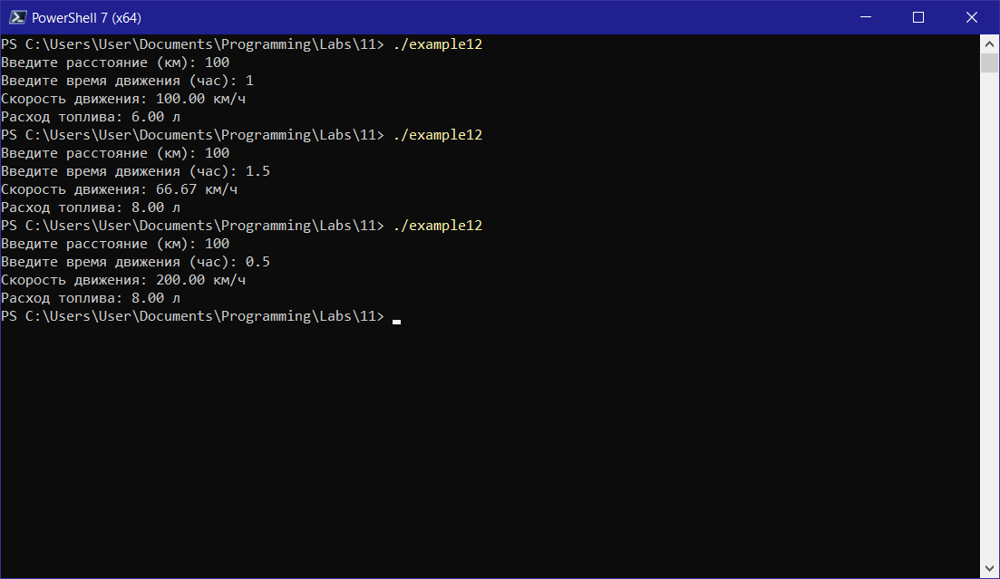 PowerShell 7 (x64)
PS C:\Users\User\Documents\Programming\Labs\11> ./example12
Введите расстояние (км): 100
Введите время движения (час): 1
Скорость движения: 100.00 км/ч
Расход топлива: 6.00 л
PS C:\Users\User\Documents\Programming\Labs\11> ./example12
Введите расстояние (км): 100
Введите время движения (час): 1.5
Скорость движения: 66.67 км/ч
Расход топлива: 8.00 л
PS C:\Users\User\Documents\Programming\Labs\11> ./example12
Введите расстояние (км): 100
Введите время движения (час): 0.5
Скорость движения: 200.00 км/ч
Расход топлива: 8.00 л
PS C:\Users\User\Documents\Programming\Labs\11>